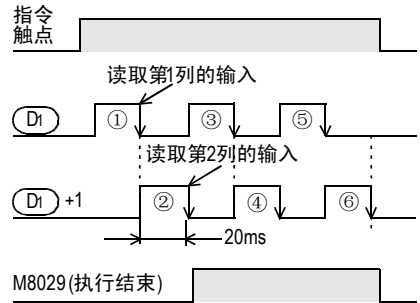 指令
触点
读取第1列的输入
D1 ① ③ ⑤
读取第2列的输入
D1 +1 ② ④ ⑥
20ms
M8029(执行结束)